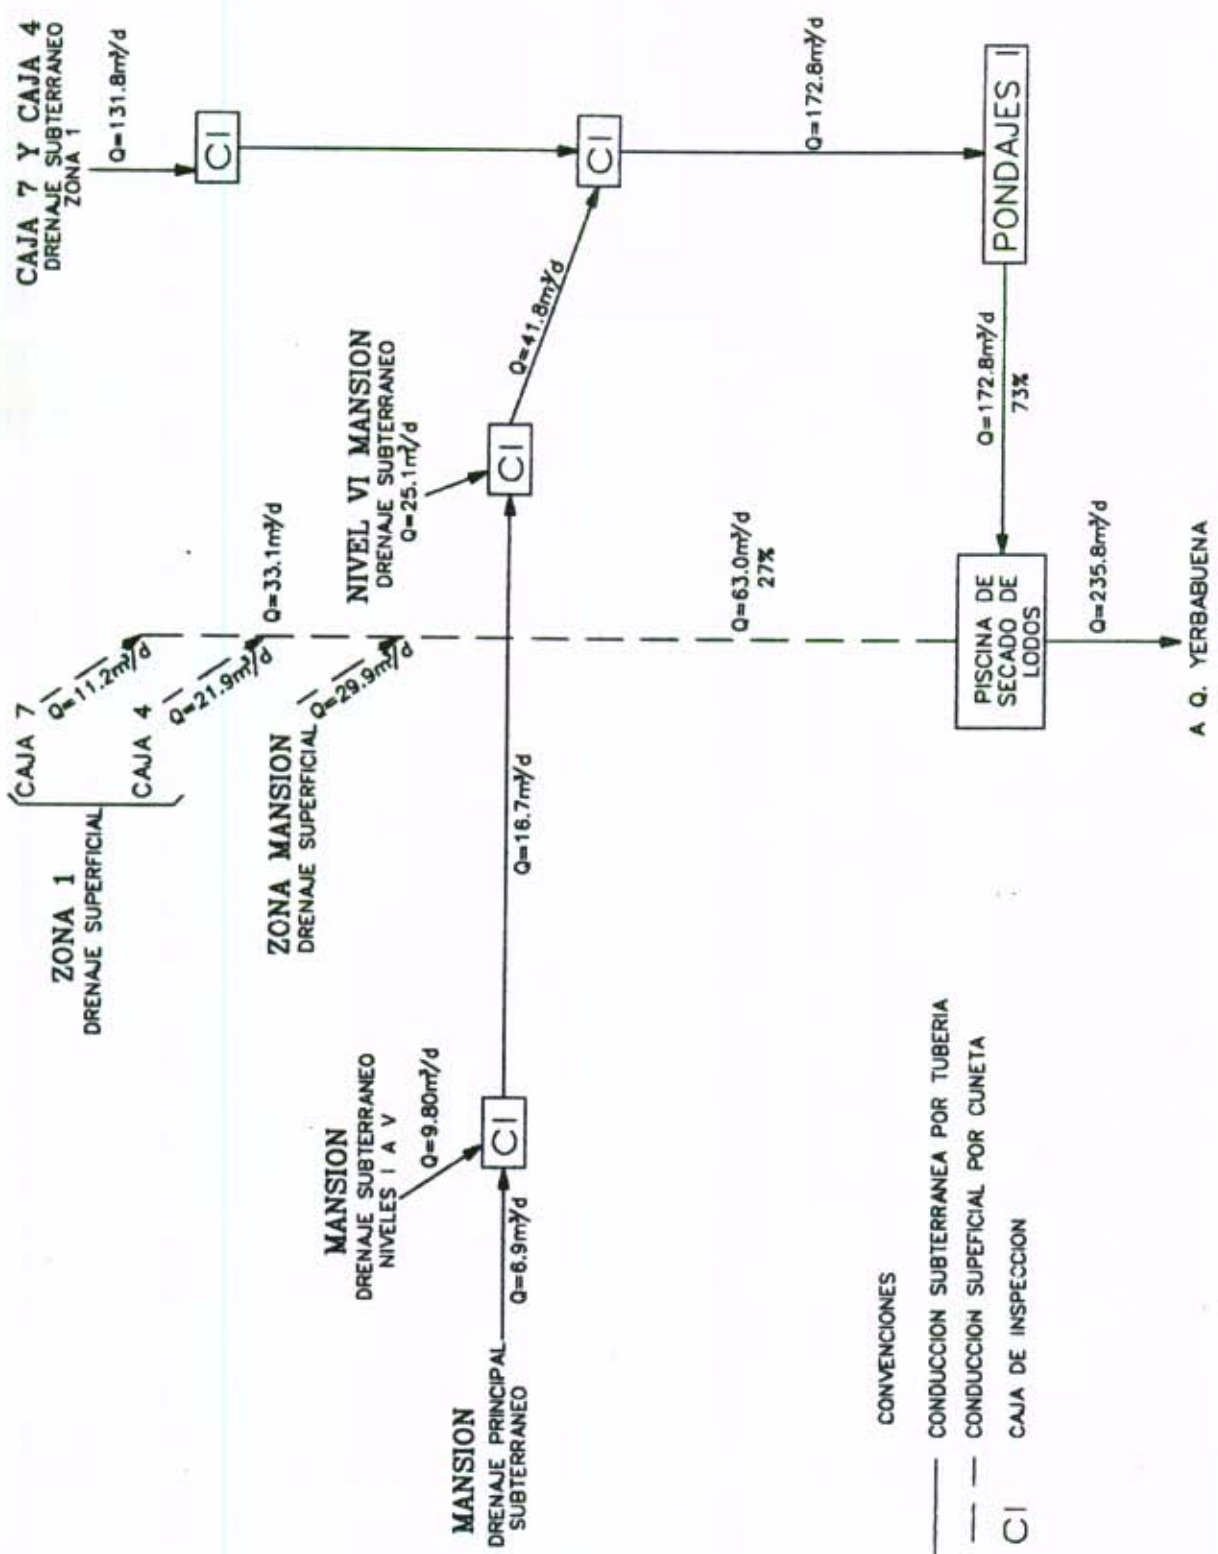 CAJA 7 Y CAJA 4
DRENAJE SUBTERRANEO
ZONA 1
Q=131.8m³/d
CI
CI
Q=172.8m³/d
PONDAJES I
Q=41.8m³/d
NIVEL VI MANSION
DRENAJE SUBTERRANEO
Q=25.1m³/d
CI
Q=172.8m³/d
73%
CAJA 7
Q=11.2m³/d
CAJA 4
Q=21.9m³/d
Q=33.1m³/d
ZONA 1
DRENAJE SUPERFICIAL
ZONA MANSION
DRENAJE SUPERFICIAL
Q=29.9m³/d
Q=63.0m³/d
27%
PISCINA DE
SECADO DE
LODOS
Q=235.8m³/d
A Q. YERBABUENA
Q=16.7m³/d
MANSION
DRENAJE SUBTERRANEO
NIVELES I A V
Q=9.80m³/d
CI
MANSION
DRENAJE PRINCIPAL
SUBTERRANEO
Q=6.9m³/d
CONVENCIONES
CONDUCCION SUBTERRANEA POR TUBERIA
CONDUCCION SUPEFICIAL POR CUNETA
CI CAJA DE INSPECCION